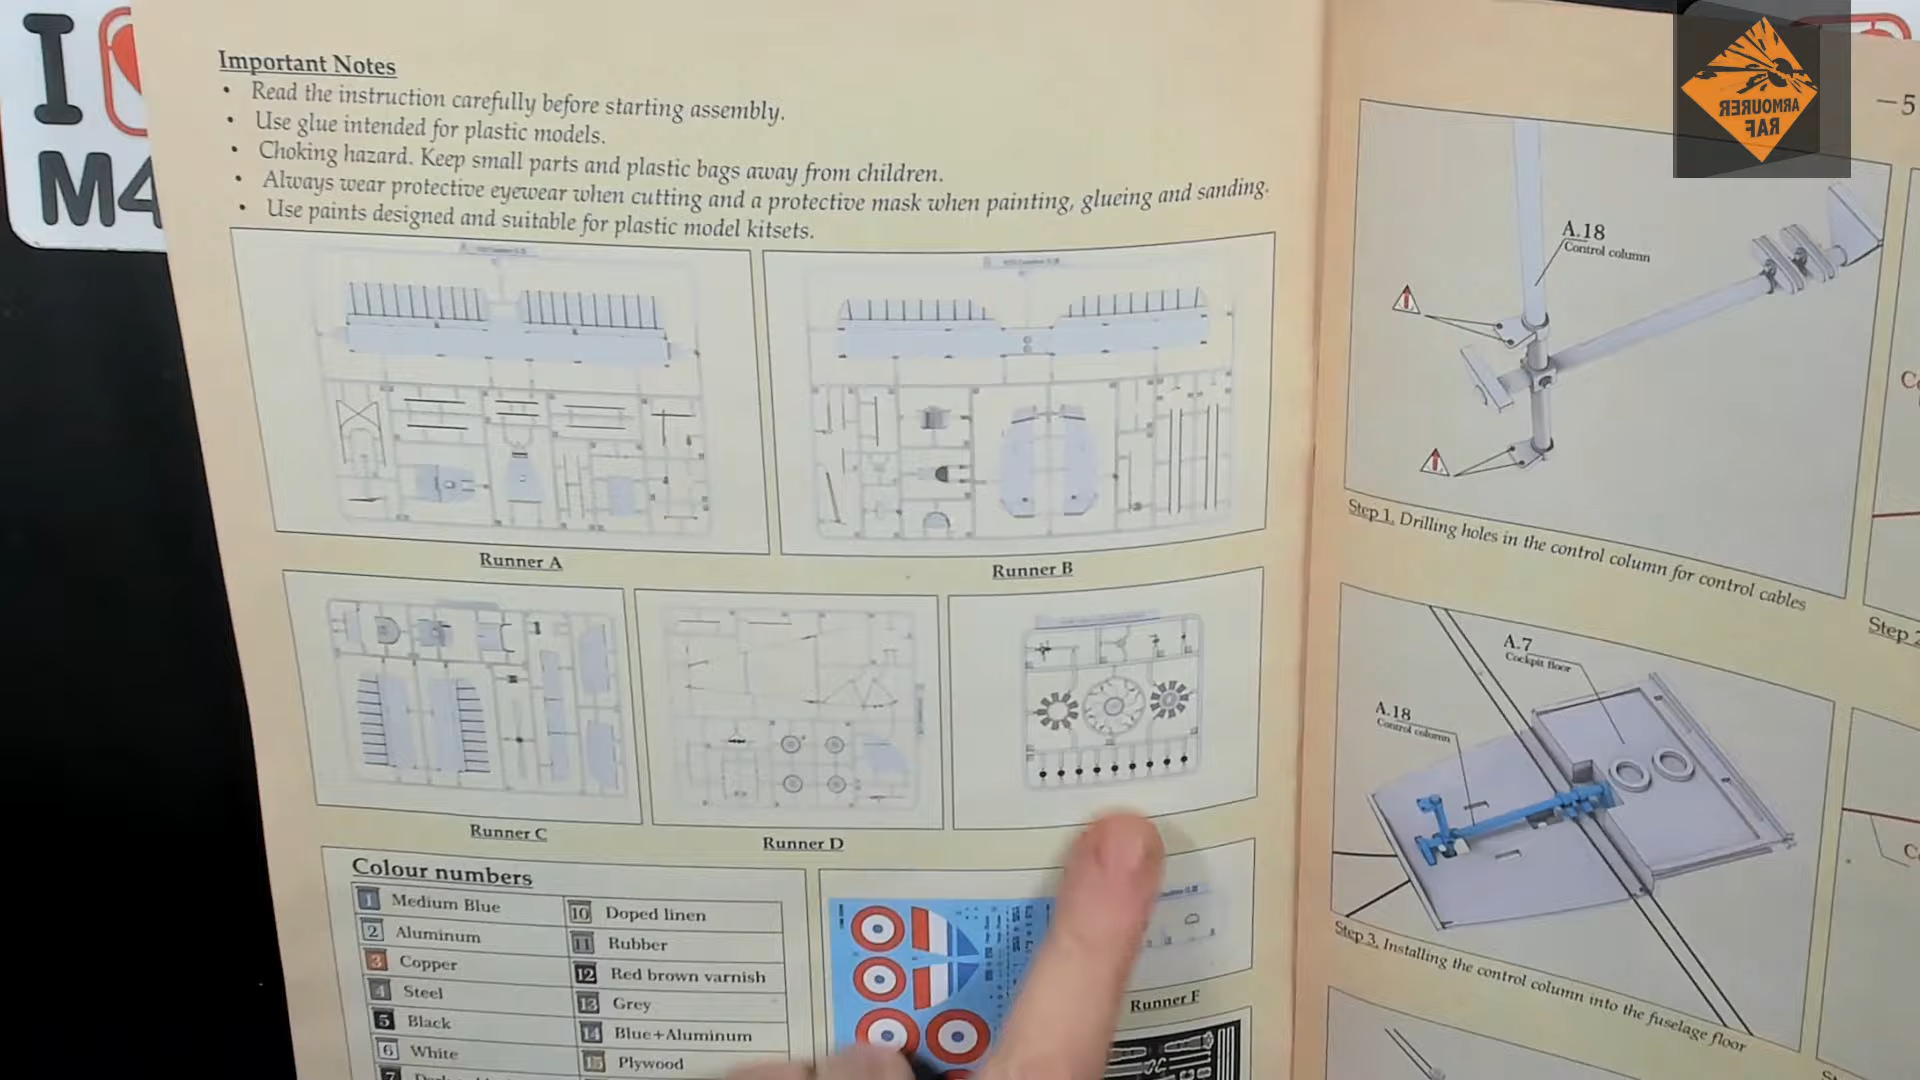 I
M4
ARMOURER
RAF
Important Notes
• Read the instruction carefully before starting assembly.
• Use glue intended for plastic models.
• Choking hazard. Keep small parts and plastic bags away from children.
• Always wear protective eyewear when cutting and a protective mask when painting, glueing and sanding.
• Use paints designed and suitable for plastic model kitsets.
Runner A
Runner B
Runner C
Runner D
Runner F
Colour numbers
1 Medium Blue
2 Aluminum
3 Copper
4 Steel
5 Black
6 White
7
10 Doped linen
11 Rubber
12 Red brown varnish
13 Grey
14 Blue+Aluminum
15 Plywood
—5
A.18
Control column
Step 1. Drilling holes in the control column for control cables
Step 2
A.7
Cockpit floor
A.18
Control column
Step 3. Installing the control column into the fuselage floor